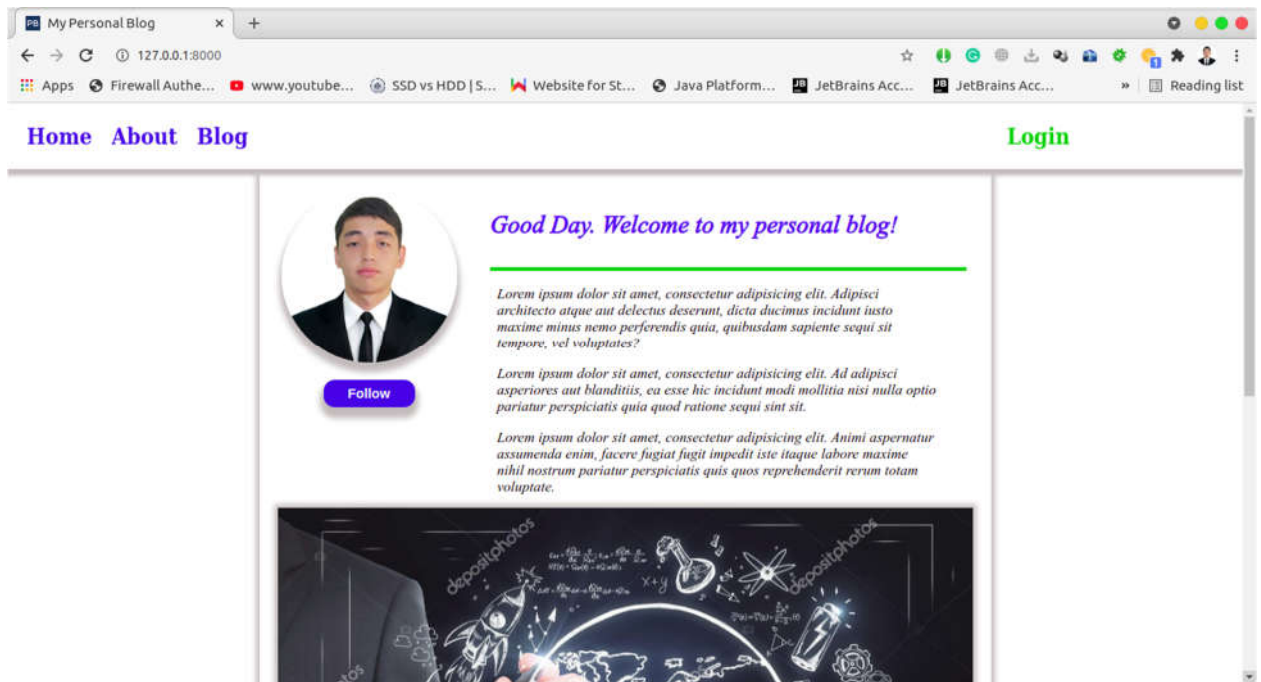 PB My Personal Blog
127.0.0.1:8000
1
Apps Firewall Authe... www.youtube... SSD vs HDD | S... Website for St... Java Platform... JB JetBrains Acc... JB JetBrains Acc... » Reading list
Home About Blog Login
Good Day. Welcome to my personal blog!
Lorem ipsum dolor sit amet, consectetur adipisicing elit. Adipisci
architecto atque aut delectus deserunt, dicta ducimus incidunt iusto
maxime minus nemo perferendis quia, quibusdam sapiente sequi sit
tempore, vel voluptates?
Follow
Lorem ipsum dolor sit amet, consectetur adipisicing elit. Ad adipisci
asperiores aut blanditiis, ea esse hic incidunt modi mollitia nisi nulla optio
pariatur perspiciatis quia quod ratione sequi sint sit.
Lorem ipsum dolor sit amet, consectetur adipisicing elit. Animi aspernatur
assumenda enim, facere fugiat fugit impedit iste itaque labore maxime
nihil nostrum pariatur perspiciatis quis quos reprehenderit rerum totam
voluptate.
depositphotos
depositphotos
x+y